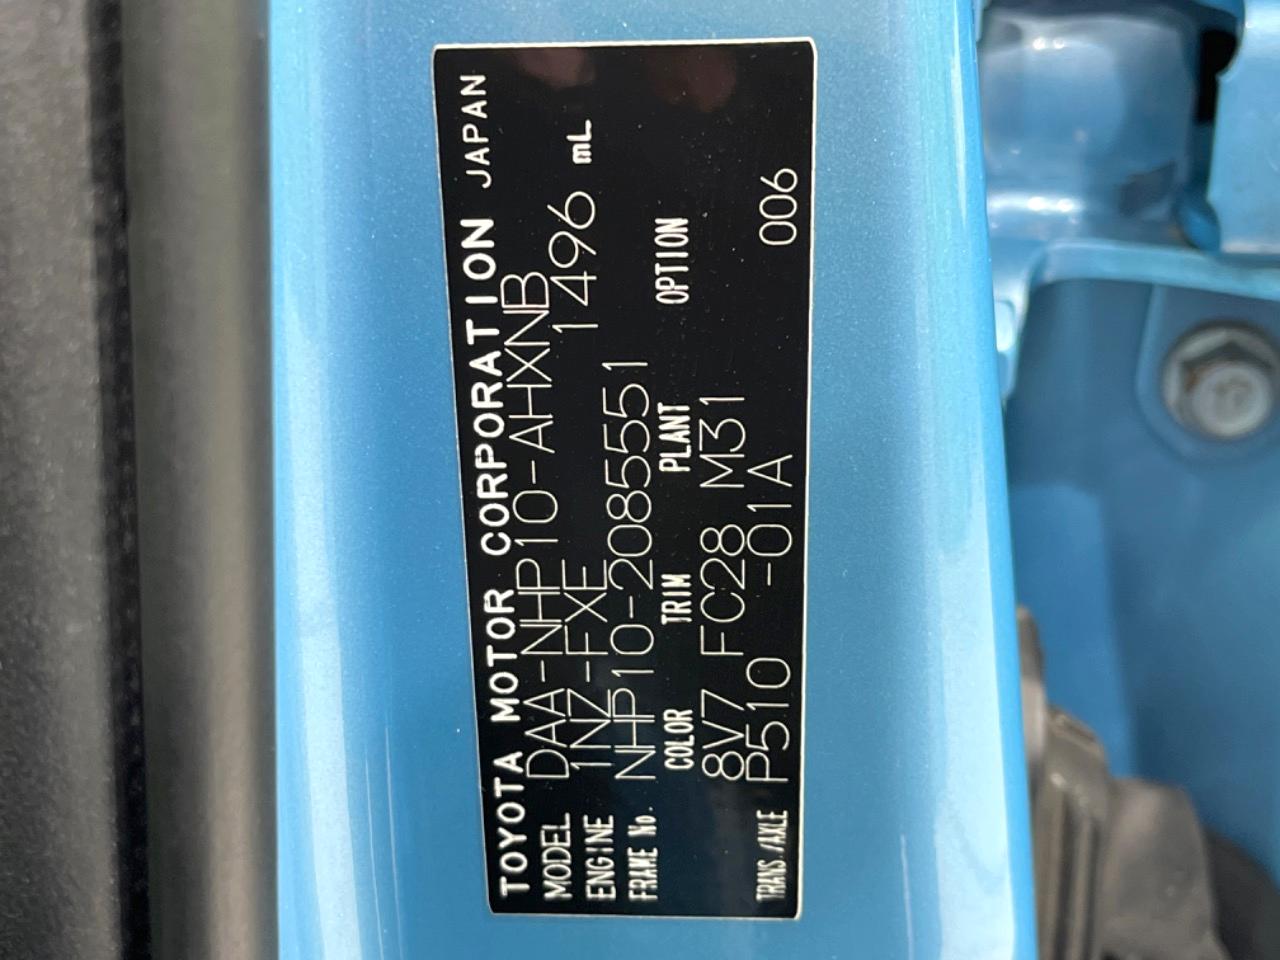 TOYOTA MOTOR CORPORATION JAPAN
MODEL DAA-NHP10-AHXNB
ENGINE 1NZ-FXE 1496 mL
FRAME No. NHP10-2085551
COLOR TRIM PLANT OPTION
8V7 FC28 M31
TRANS./AXLE P510 -01A 006